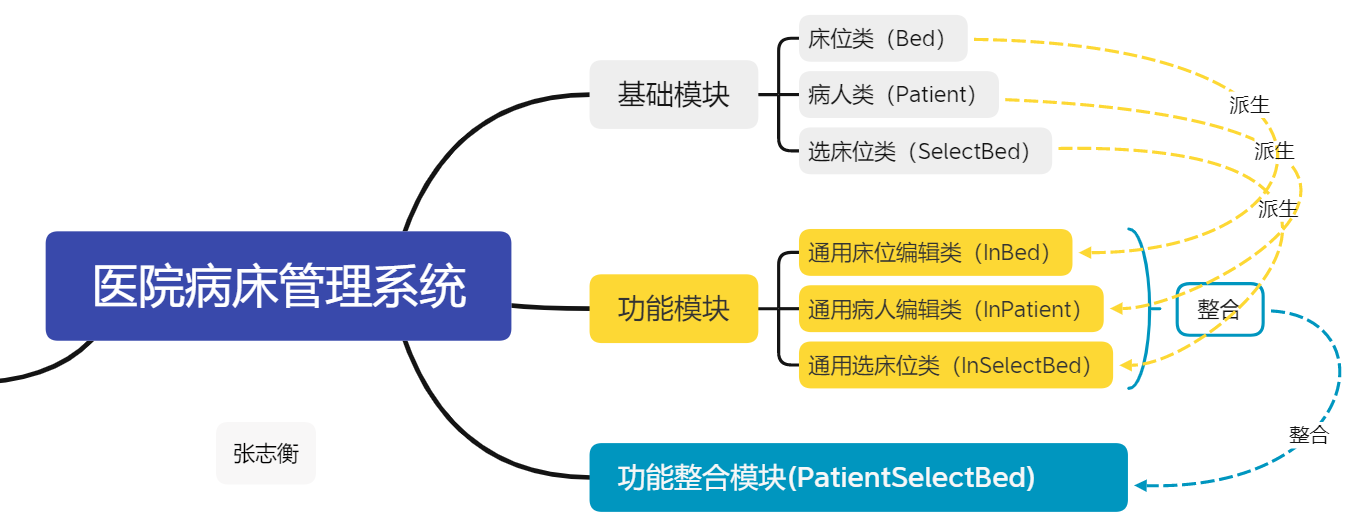 医院病床管理系统
基础模块
床位类（Bed）
病人类（Patient）
选床位类（SelectBed）
派生
派生
派生
功能模块
通用床位编辑类（InBed）
通用病人编辑类（InPatient）
通用选床位类（InSelectBed）
整合
整合
功能整合模块(PatientSelectBed)
张志衡